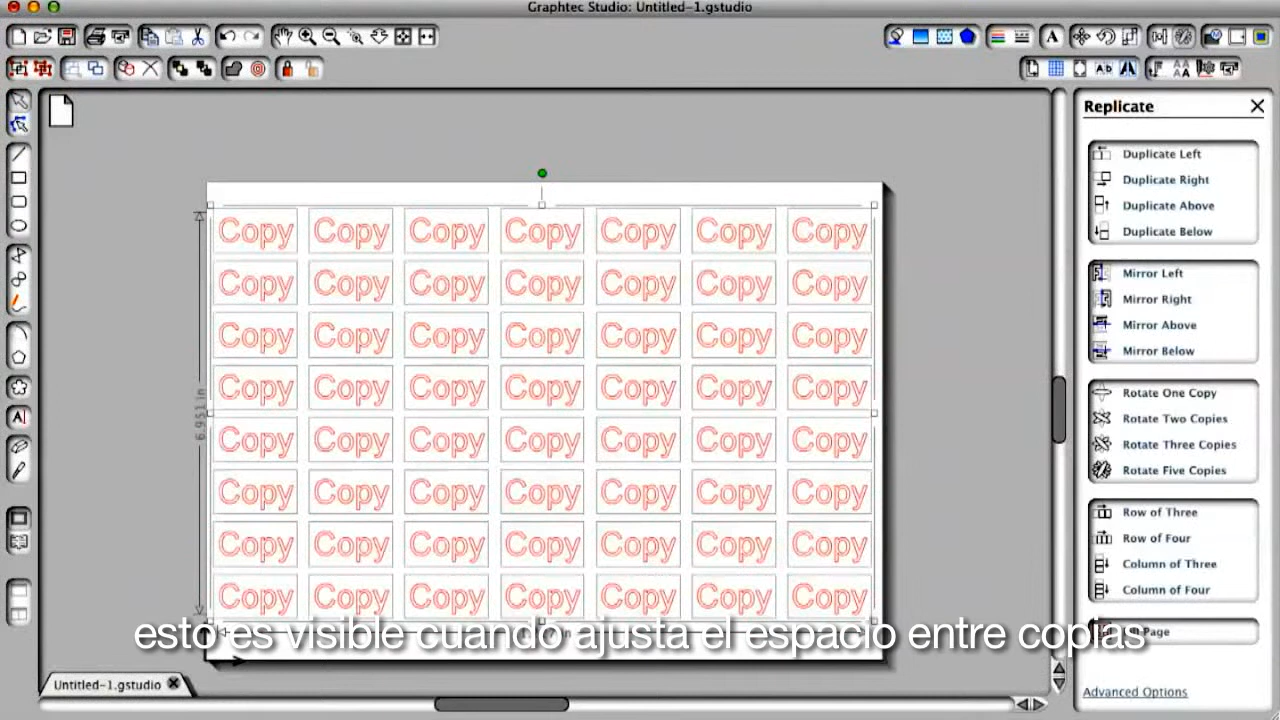 Graphtec Studio: Untitled-1.gstudio
A
Ab
AA
AA
A
Replicate
Duplicate Left
Duplicate Right
Duplicate Above
Duplicate Below
Mirror Left
Mirror Right
Mirror Above
Mirror Below
Rotate One Copy
Rotate Two Copies
Rotate Three Copies
Rotate Five Copies
Row of Three
Row of Four
Column of Three
Column of Four
Page
Advanced Options
Copy Copy Copy Copy Copy Copy Copy
Copy Copy Copy Copy Copy Copy Copy
Copy Copy Copy Copy Copy Copy Copy
Copy Copy Copy Copy Copy Copy Copy
Copy Copy Copy Copy Copy Copy Copy
Copy Copy Copy Copy Copy Copy Copy
Copy Copy Copy Copy Copy Copy Copy
Copy Copy Copy Copy Copy Copy Copy
6.951 in
esto es visible cuando ajusta el espacio entre copias
Untitled-1.gstudio